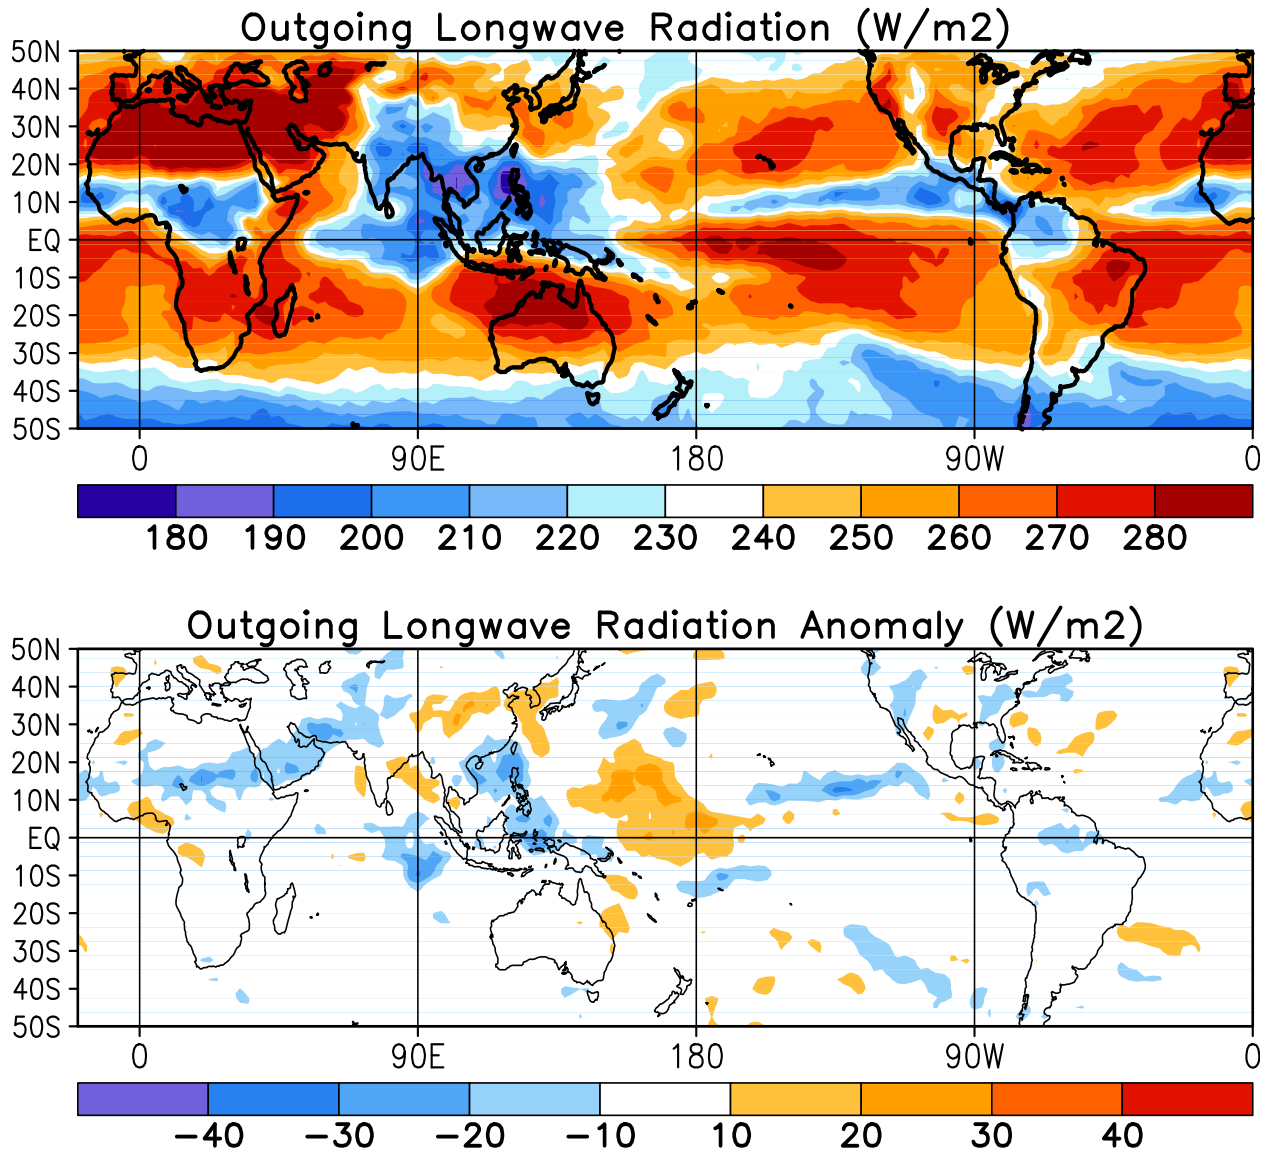 Outgoing Longwave Radiation (W/m2)
50N
40N
30N
20N
10N
EQ
10S
20S
30S
40S
50S
0 90E 180 90W 0
180 190 200 210 220 230 240 250 260 270 280
Outgoing Longwave Radiation Anomaly (W/m2)
50N
40N
30N
20N
10N
EQ
10S
20S
30S
40S
50S
0 90E 180 90W 0
−40 −30 −20 −10 10 20 30 40